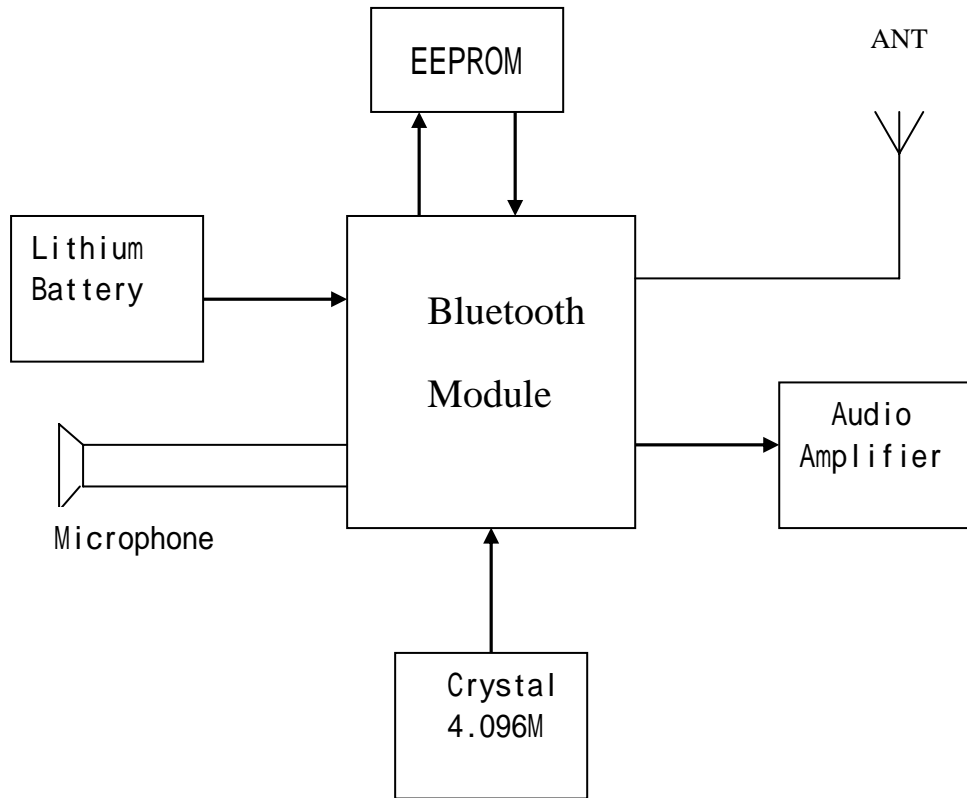 EEPROM
ANT
Lithium
Battery
Bluetooth
Module
Audio
Amplifier
Microphone
Crystal
4.096M